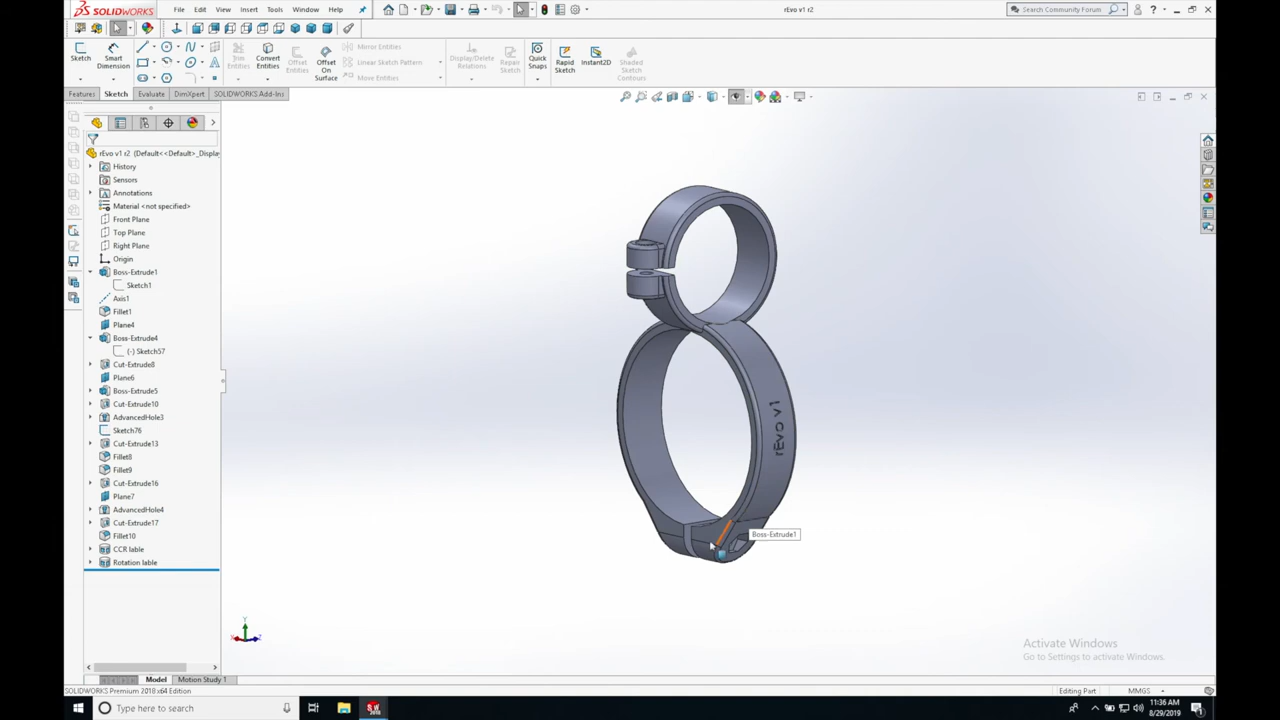 SOLIDWORKS
File Edit View Insert Tools Window Help
rEvo v1 r2
Search Community Forum
Sketch
Smart Dimension
Trim Entities
Convert Entities
Offset Entities
Offset On Surface
Mirror Entities
Linear Sketch Pattern
Move Entities
Display/Delete Relations
Repair Sketch
Quick Snaps
Rapid Sketch
Instant2D
Shaded Sketch Contours
Features Sketch Evaluate DimXpert SOLIDWORKS Add-Ins
rEvo v1 r2 (Default<<Default>_Displa
History
Sensors
Annotations
Material <not specified>
Front Plane
Top Plane
Right Plane
Origin
Boss-Extrude1
Sketch1
Axis1
Fillet1
Plane4
Boss-Extrude4
(-) Sketch57
Cut-Extrude8
Plane6
Boss-Extrude5
Cut-Extrude10
AdvancedHole3
Sketch76
Cut-Extrude13
Fillet8
Fillet9
Cut-Extrude16
Plane7
AdvancedHole4
Cut-Extrude17
Fillet10
CCR lable
Rotation lable
rEvo v1
Boss-Extrude1
Y
X
Z
Activate Windows
Go to Settings to activate Windows.
Model Motion Study 1
SOLIDWORKS Premium 2018 x64 Edition
Editing Part MMGS
Type here to search
11:36 AM
8/29/2019